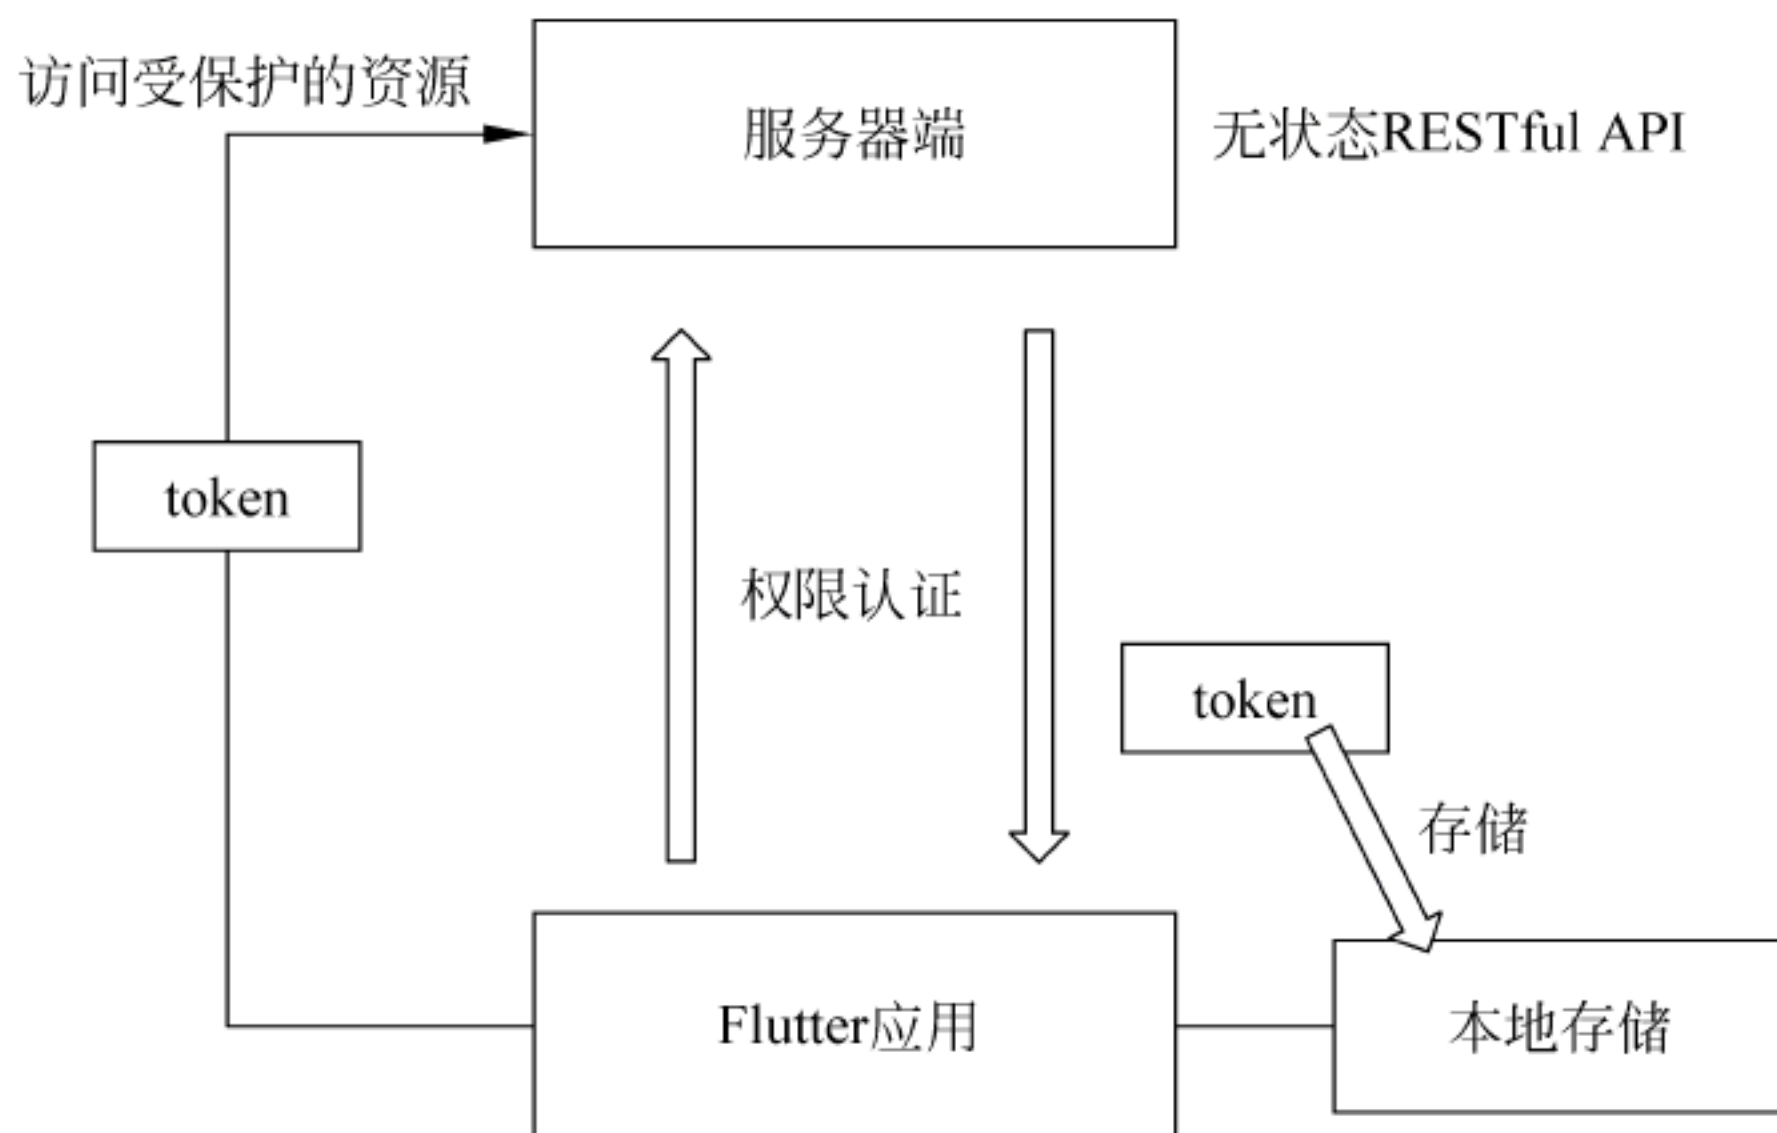 访问受保护的资源
服务器端
无状态RESTful API
token
权限认证
token
存储
Flutter应用
本地存储